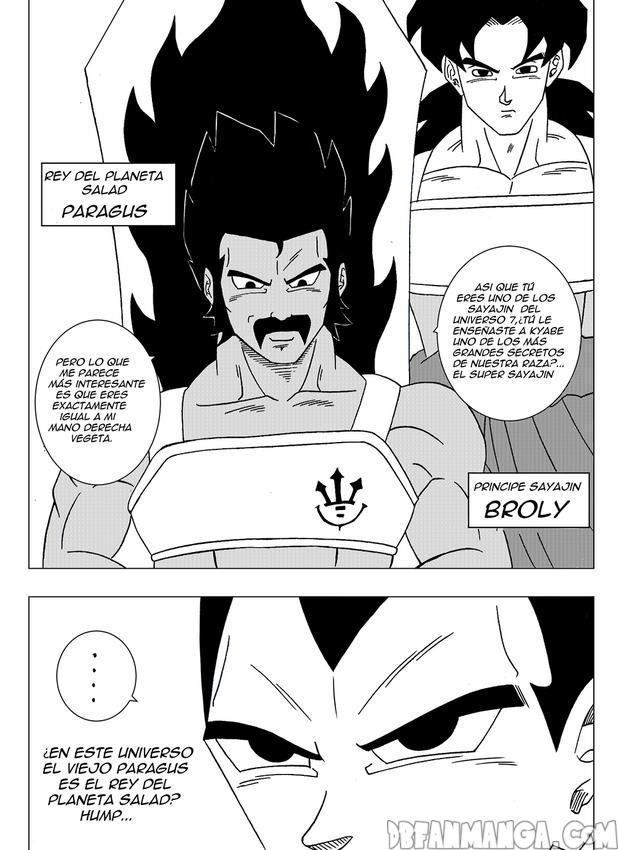 REY DEL PLANETA
SALAD
PARAGUS
ASI QUE TÚ
ERES UNO DE LOS
SAYAJIN DEL
UNIVERSO 7,¿TÚ LE
ENSEÑASTE A KYABE
UNO DE LOS MÁS
GRANDES SECRETOS
DE NUESTRA RAZA?...
EL SUPER SAYAJIN
PERO LO QUE
ME PARECE
MÁS INTERESANTE
ES QUE ERES
EXACTAMENTE
IGUAL A MI
MANO DERECHA
VEGETA.
PRINCIPE SAYAJIN
BROLY
....
¿EN ESTE UNIVERSO
EL VIEJO PARAGUS
ES EL REY DEL
PLANETA SALAD?
HUMP...
DBFANMANGA.COM